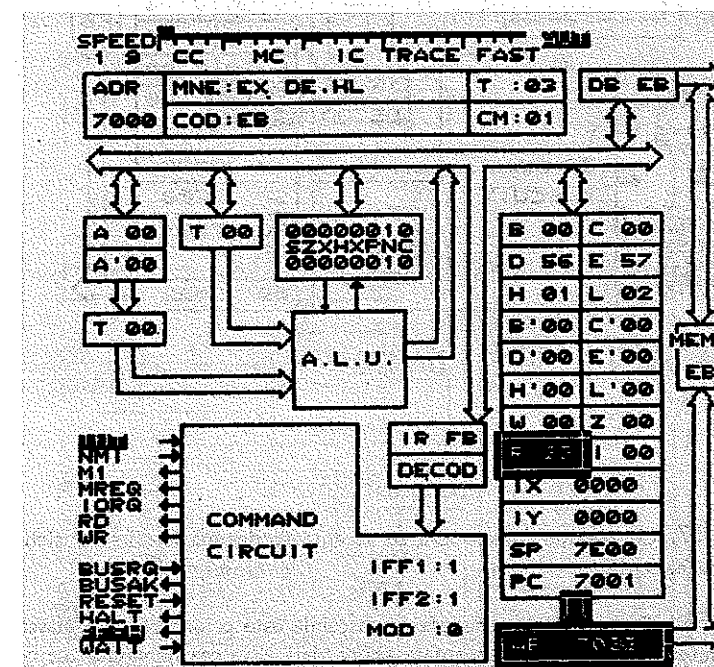 SPEED
1 9 CC MC IC TRACE FAST
ADR MNE:EX DE.HL T :03 DB EB
7000 COD:EB CM:01
A 00 T 00 00000010 B 00 C 00
A'00 SZXHXPNC D 56 E 57
00000010 H 01 L 02
T 00 B'00 C'00 MEM
A.L.U. D'00 E'00 EB
H'00 L'00
IR FB W 00 Z 00
NMI DECOD I 00
M1 IX 0000
MREQ
IORQ IY 0000
RD COMMAND SP 7E00
WR CIRCUIT PC 7001
BUSRQ IFF1:1
BUSAK
RESET IFF2:1
HALT MOD :0
WAIT